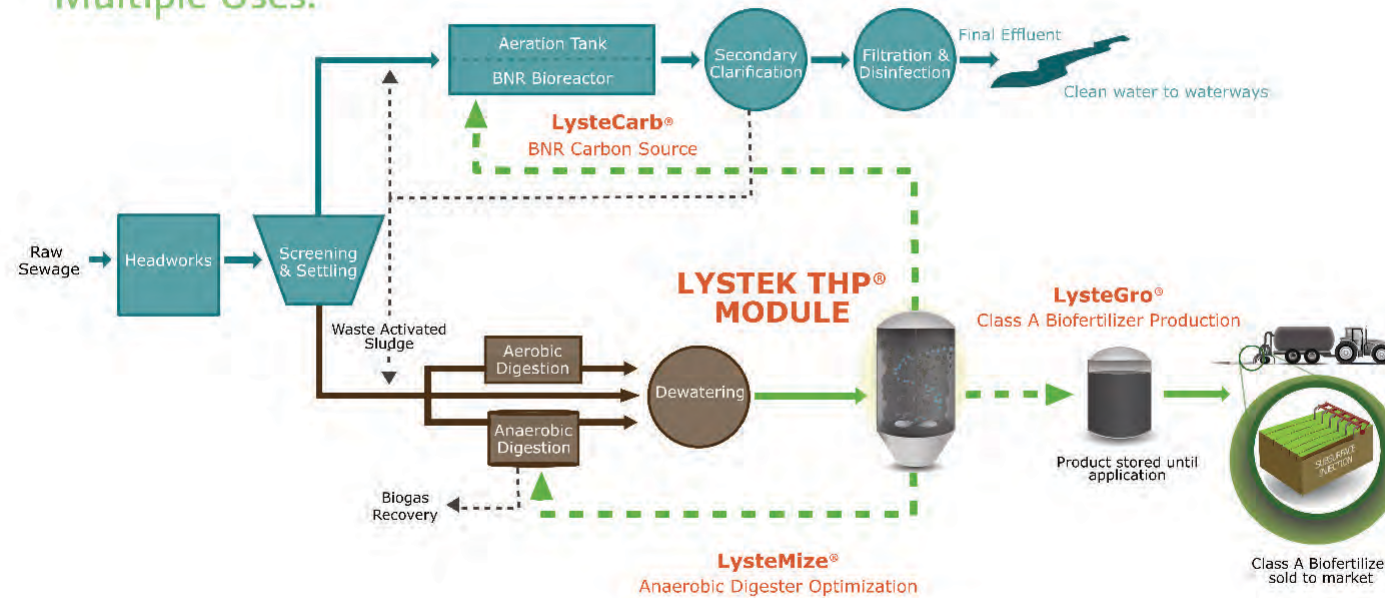 Multiple Uses.
Aeration Tank
BNR Bioreactor
Secondary
Clarification
Filtration &
Disinfection
Final Effluent
Clean water to waterways
LysteCarb®
BNR Carbon Source
Raw
Sewage
Headworks
Screening
& Settling
Waste Activated
Sludge
Aerobic
Digestion
Anaerobic
Digestion
Dewatering
LYSTEK THP®
MODULE
LysteGro®
Class A Biofertilizer Production
Product stored until
application
SUBSURFACE
INJECTION
Biogas
Recovery
LysteMize®
Anaerobic Digester Optimization
Class A Biofertilize
sold to market